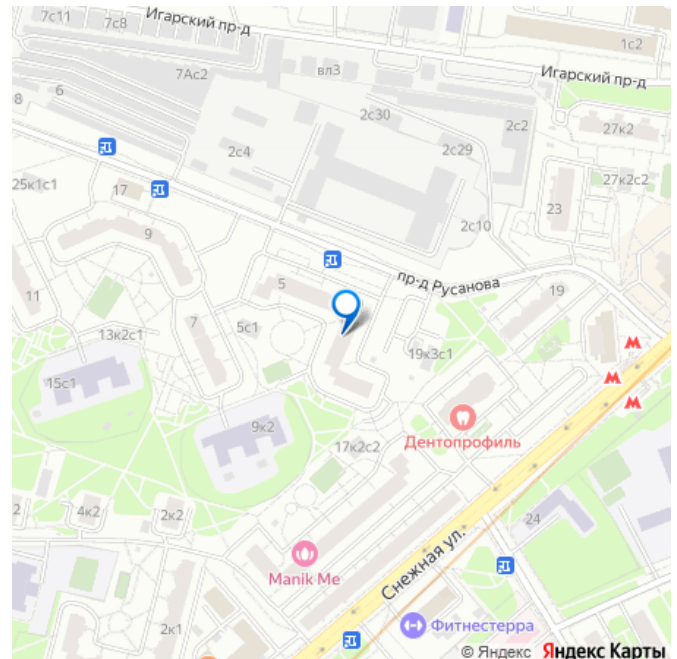 7с11
7с8
Игарский пр-д
1с2
7Ас2
вл3
Игарский пр-д
6
8
2с30
2с2
27к2
2с4
2с29
25к1с1
17
27к2с2
23
2с10
9
5
пр-д Русанова
19
11
7
5с1
13к2с1
19к3с1
15с1
9к2
Дентопрофиль
17к2с2
2
4к2
2к2
24
Manik Me
Снежная ул.
2к1
Фитнестерра
© Яндекс Яндекс Карты